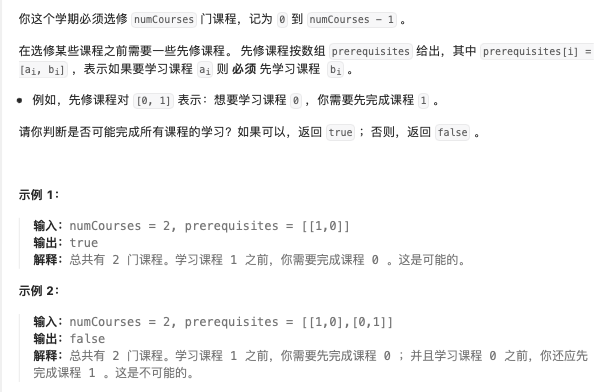 你这个学期必须选修 numCourses 门课程，记为 0 到 numCourses - 1 。
在选修某些课程之前需要一些先修课程。 先修课程按数组 prerequisites 给出，其中 prerequisites[i] =
[ai, bi] ，表示如果要学习课程 ai 则 必须 先学习课程 bi 。
• 例如，先修课程对 [0, 1] 表示：想要学习课程 0 ，你需要先完成课程 1 。
请你判断是否可能完成所有课程的学习？如果可以，返回 true ；否则，返回 false 。
示例 1：
输入：numCourses = 2, prerequisites = [[1,0]]
输出：true
解释：总共有 2 门课程。学习课程 1 之前，你需要完成课程 0 。这是可能的。
示例 2：
输入：numCourses = 2, prerequisites = [[1,0],[0,1]]
输出：false
解释：总共有 2 门课程。学习课程 1 之前，你需要先完成​课程 0 ；并且学习课程 0 之前，你还应先
完成课程 1 。这是不可能的。